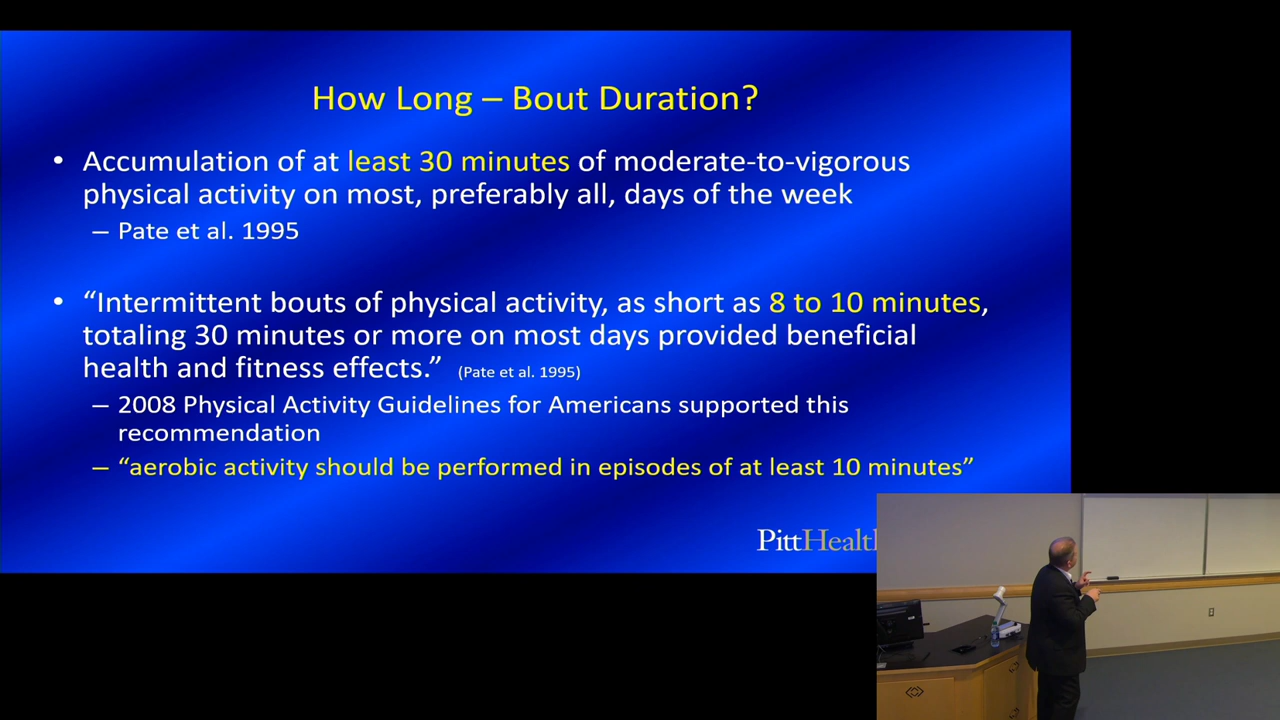 How Long – Bout Duration?
• Accumulation of at least 30 minutes of moderate-to-vigorous
physical activity on most, preferably all, days of the week
– Pate et al. 1995
• “Intermittent bouts of physical activity, as short as 8 to 10 minutes,
totaling 30 minutes or more on most days provided beneficial
health and fitness effects.” (Pate et al. 1995)
– 2008 Physical Activity Guidelines for Americans supported this
recommendation
– “aerobic activity should be performed in episodes of at least 10 minutes”
PittHealth